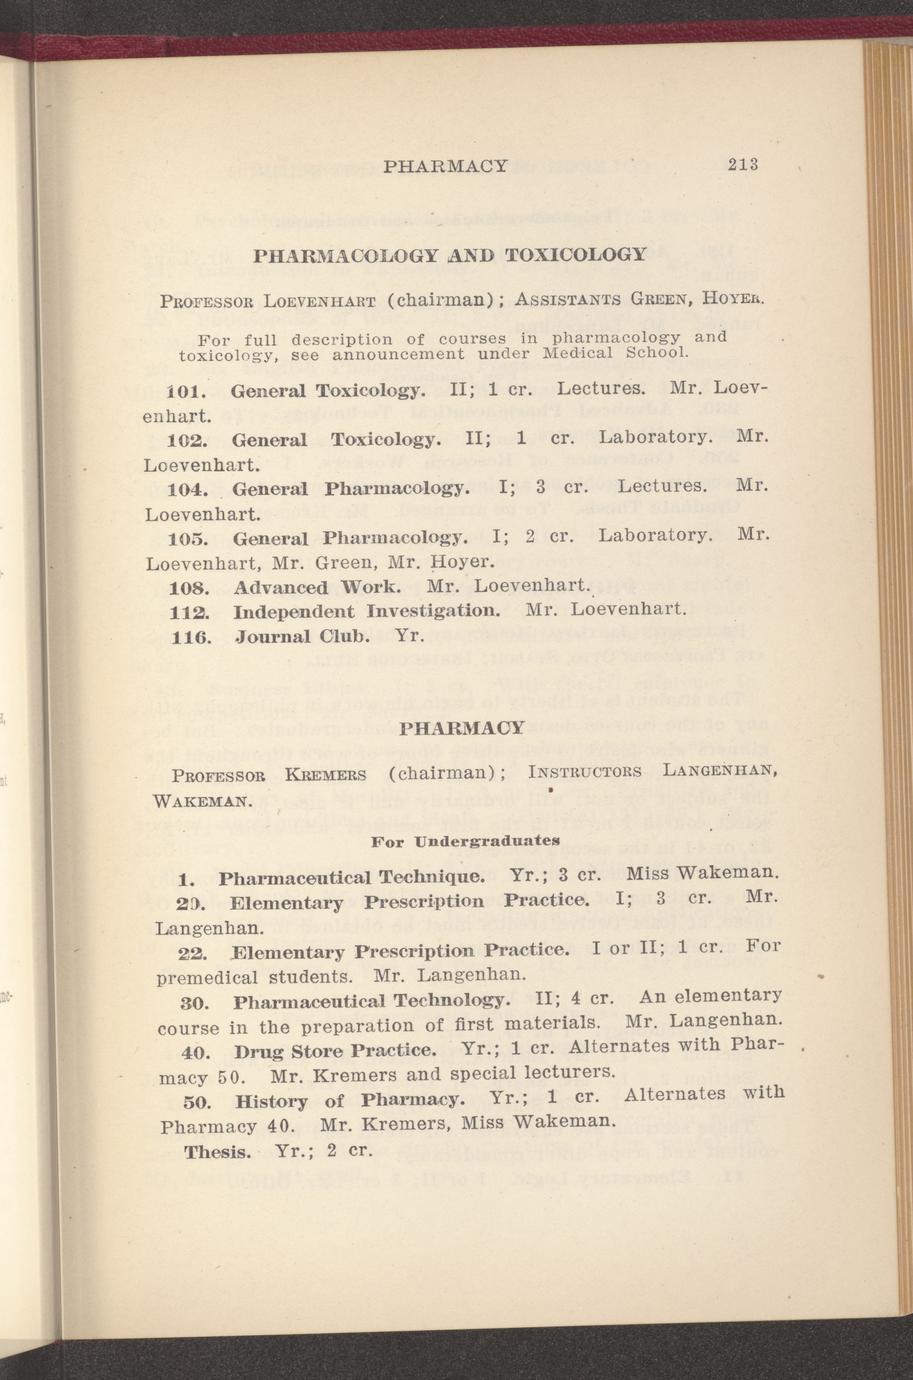 PHARMACY 213
PHARMACOLOGY AND TOXICOLOGY
PROFESSOR LOEVENHART (chairman); ASSISTANTS GREEN, HOYER.
For full description of courses in pharmacology and
toxicology, see announcement under Medical School.
101. General Toxicology. II; 1 cr. Lectures. Mr. Loev-
enhart.
102. General Toxicology. II; 1 cr. Laboratory. Mr.
Loevenhart.
104. General Pharmacology. I; 3 cr. Lectures. Mr.
Loevenhart.
105. General Pharmacology. I; 2 cr. Laboratory. Mr.
Loevenhart, Mr. Green, Mr. Hoyer.
108. Advanced Work. Mr. Loevenhart.
112. Independent Investigation. Mr. Loevenhart.
116. Journal Club. Yr.
PHARMACY
PROFESSOR KREMERS (chairman); INSTRUCTORS LANGENHAN,
WAKEMAN.
For Undergraduates
1. Pharmaceutical Technique. Yr.; 3 cr. Miss Wakeman.
20. Elementary Prescription Practice. I; 3 cr. Mr.
Langenhan.
22. Elementary Prescription Practice. I or II; 1 cr. For
premedical students. Mr. Langenhan.
30. Pharmaceutical Technology. II; 4 cr. An elementary
course in the preparation of first materials. Mr. Langenhan.
40. Drug Store Practice. Yr.; 1 cr. Alternates with Phar-
macy 50. Mr. Kremers and special lecturers.
50. History of Pharmacy. Yr.; 1 cr. Alternates with
Pharmacy 40. Mr. Kremers, Miss Wakeman.
Thesis. Yr.; 2 cr.